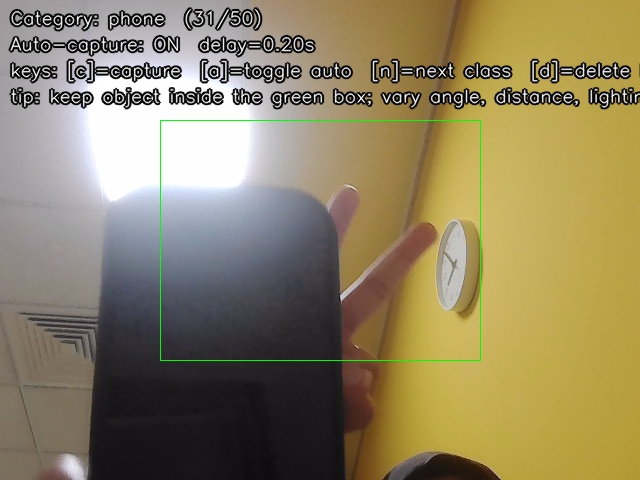 Category: phone (31/50)
Auto-capture: ON delay=0.20s
keys: [c]=capture [a]=toggle auto [n]=next class [d]=delete
tip: keep object inside the green box; vary angle, distance,